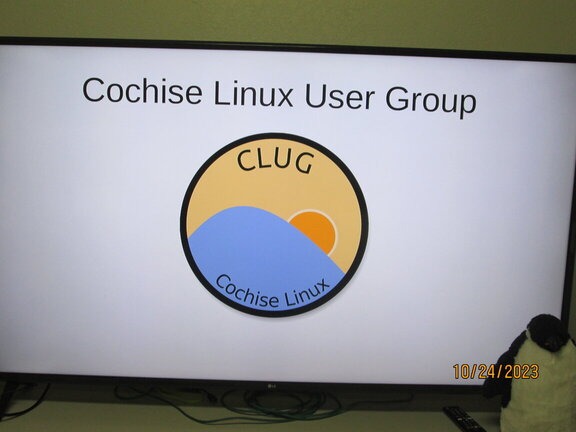 Cochise Linux User Group
CLUG
Cochise Linux
LG
10/24/2023